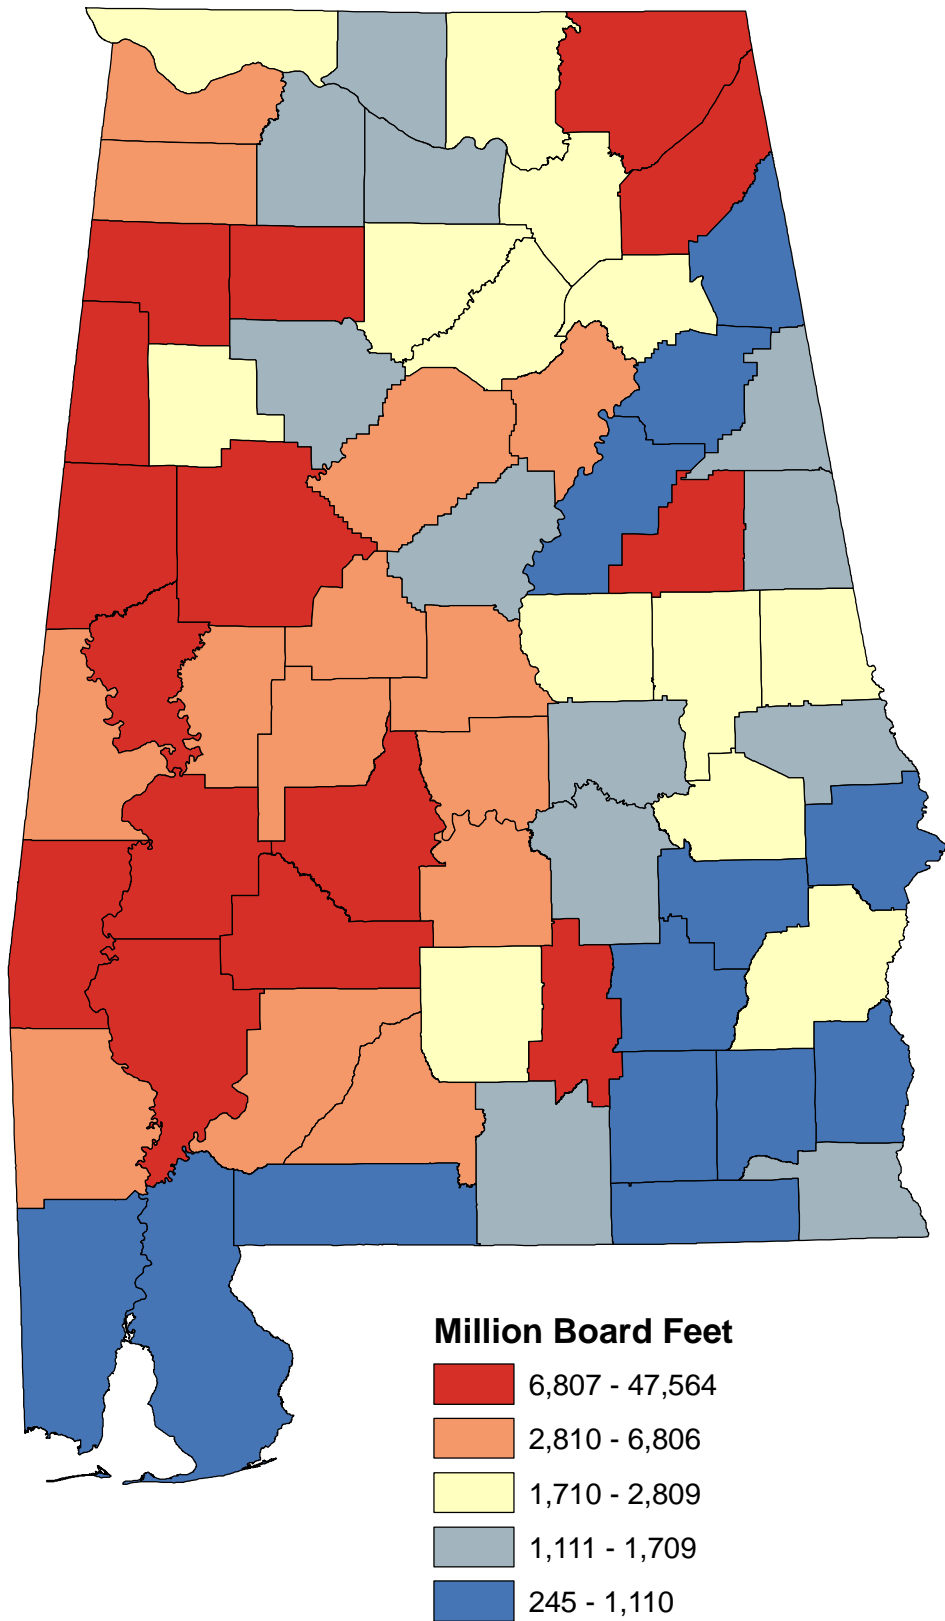 Million Board Feet
6,807 - 47,564
2,810 - 6,806
1,710 - 2,809
1,111 - 1,709
245 - 1,110